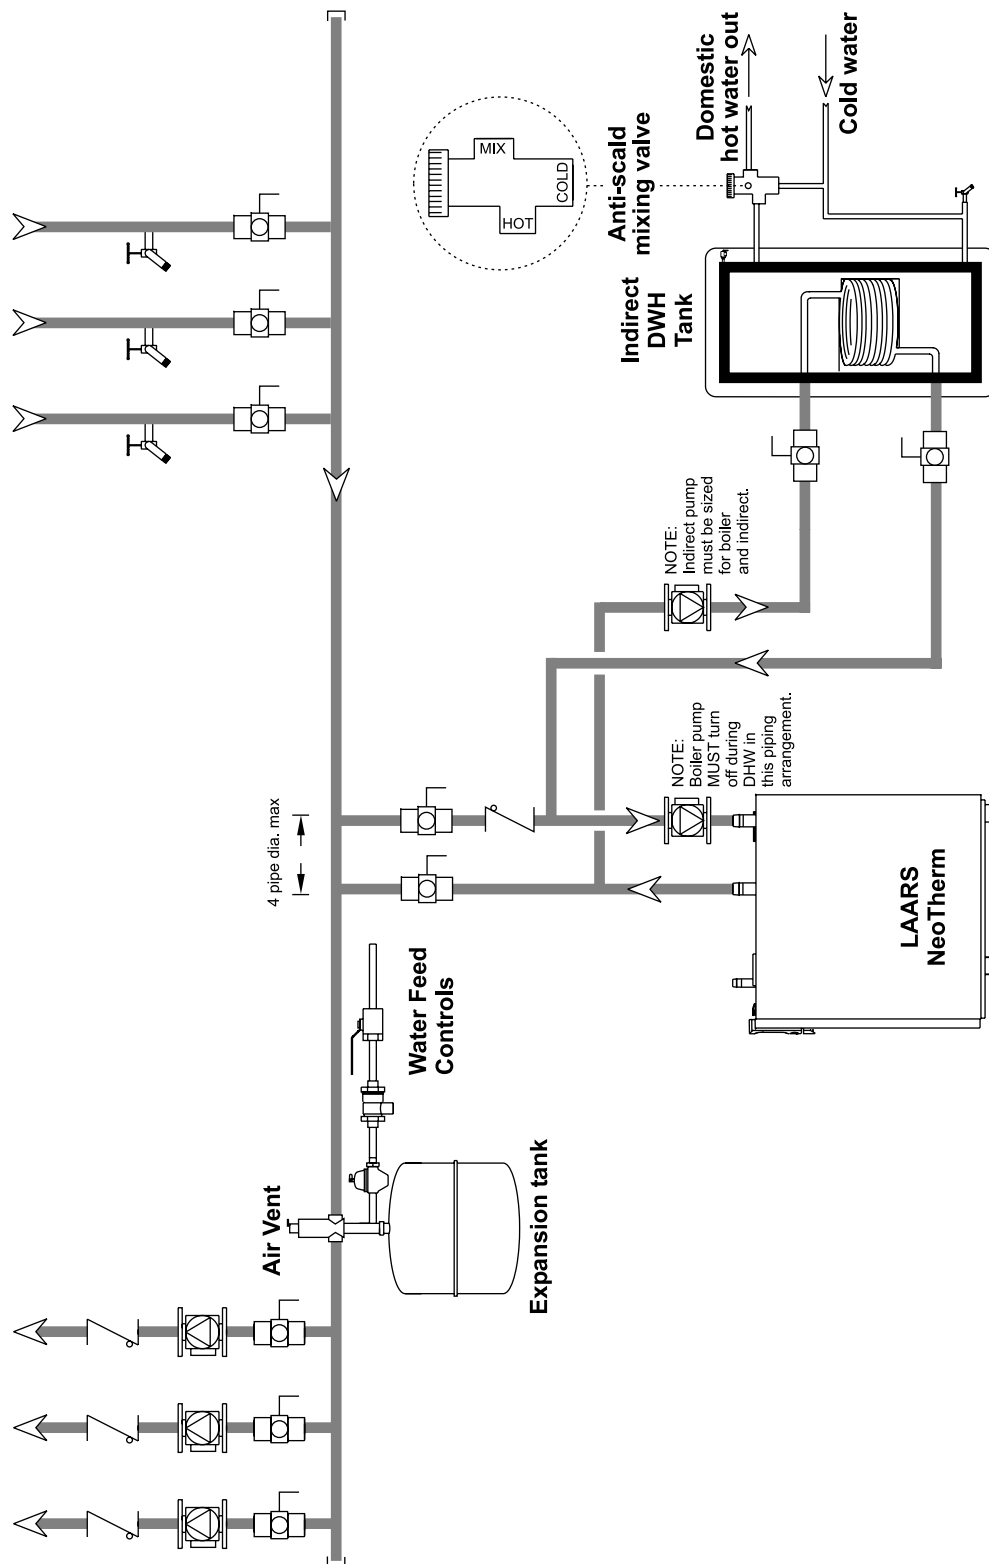 Air Vent
Expansion tank
Water Feed
Controls
4 pipe dia. max
LAARS
NeoTherm
NOTE:
Boiler pump
MUST turn
off during
DHW in
this piping
arrangement.
NOTE:
Indirect pump
must be sized
for boiler
and indirect.
Indirect
DWH
Tank
Anti-scald
mixing valve
MIX
HOT
COLD
Domestic
hot water out
Cold water